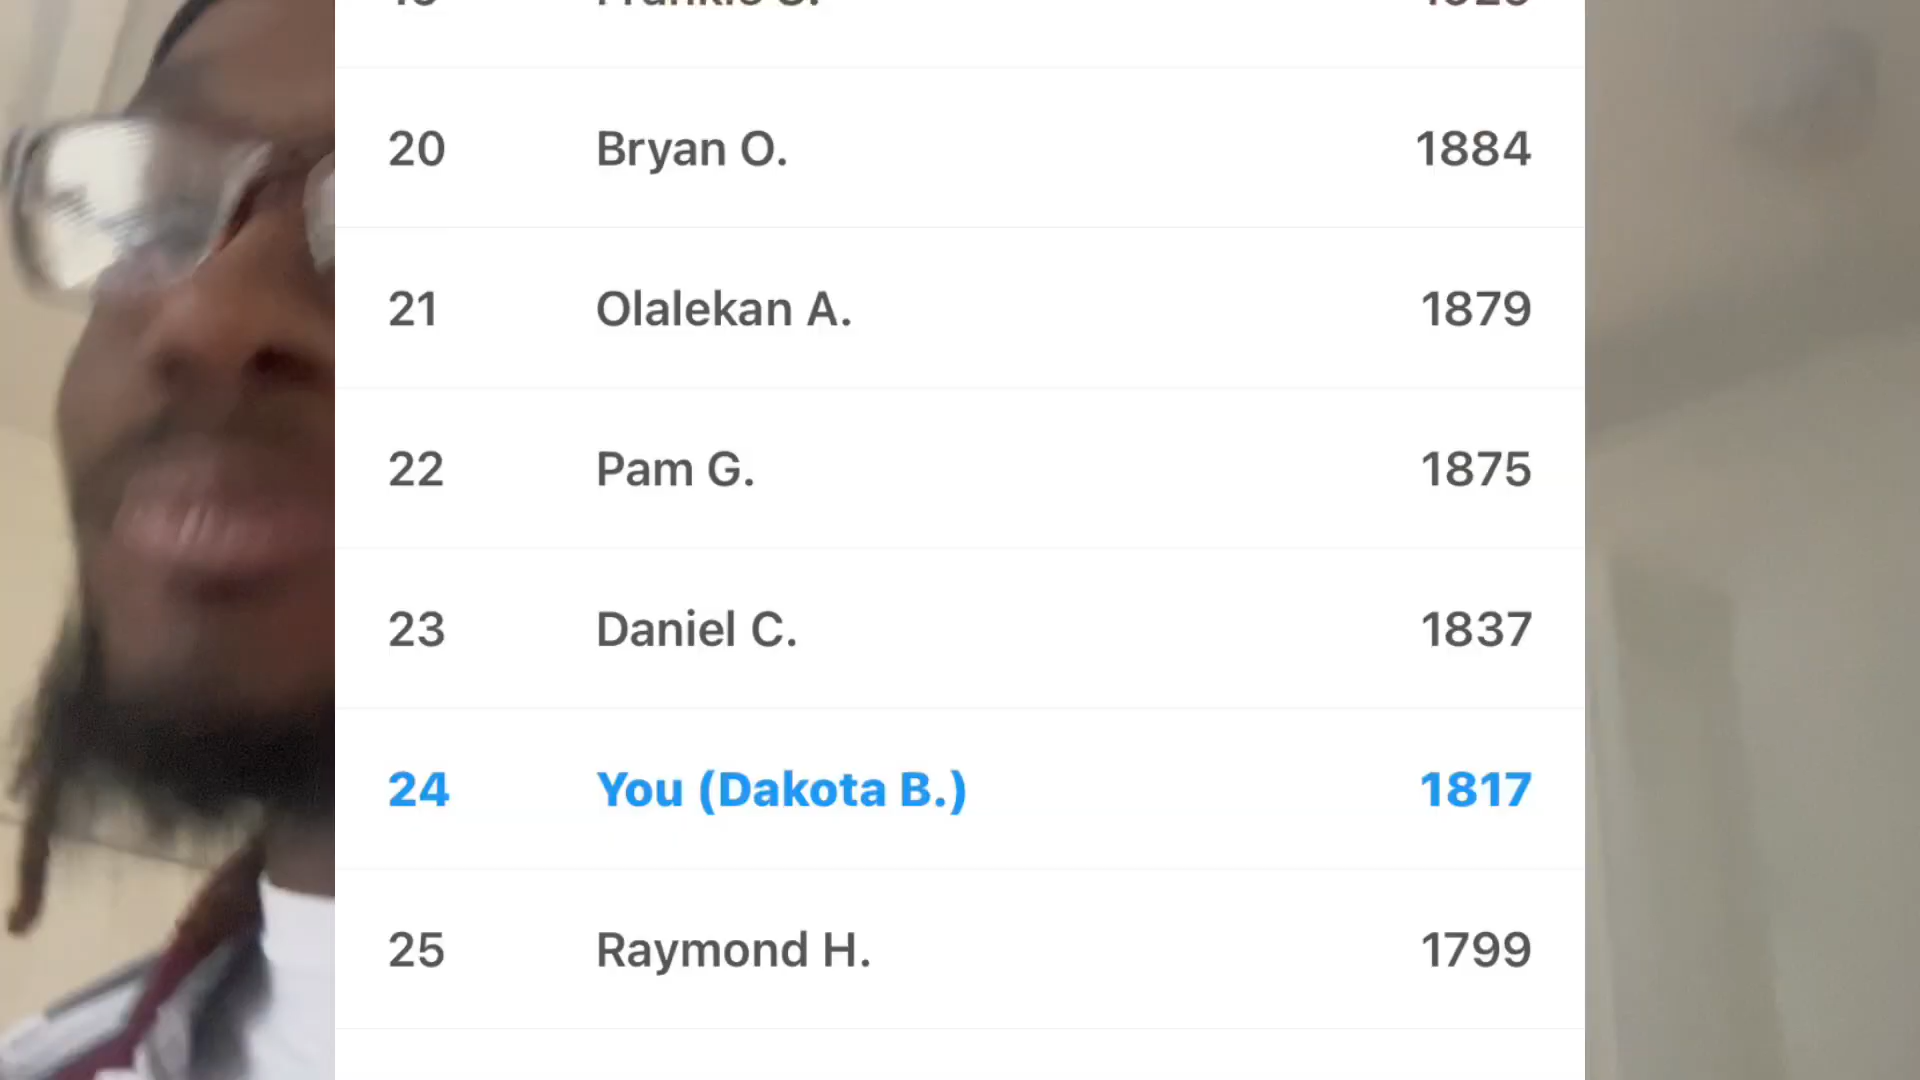 20 Bryan O. 1884
21 Olalekan A. 1879
22 Pam G. 1875
23 Daniel C. 1837
24 You (Dakota B.) 1817
25 Raymond H. 1799